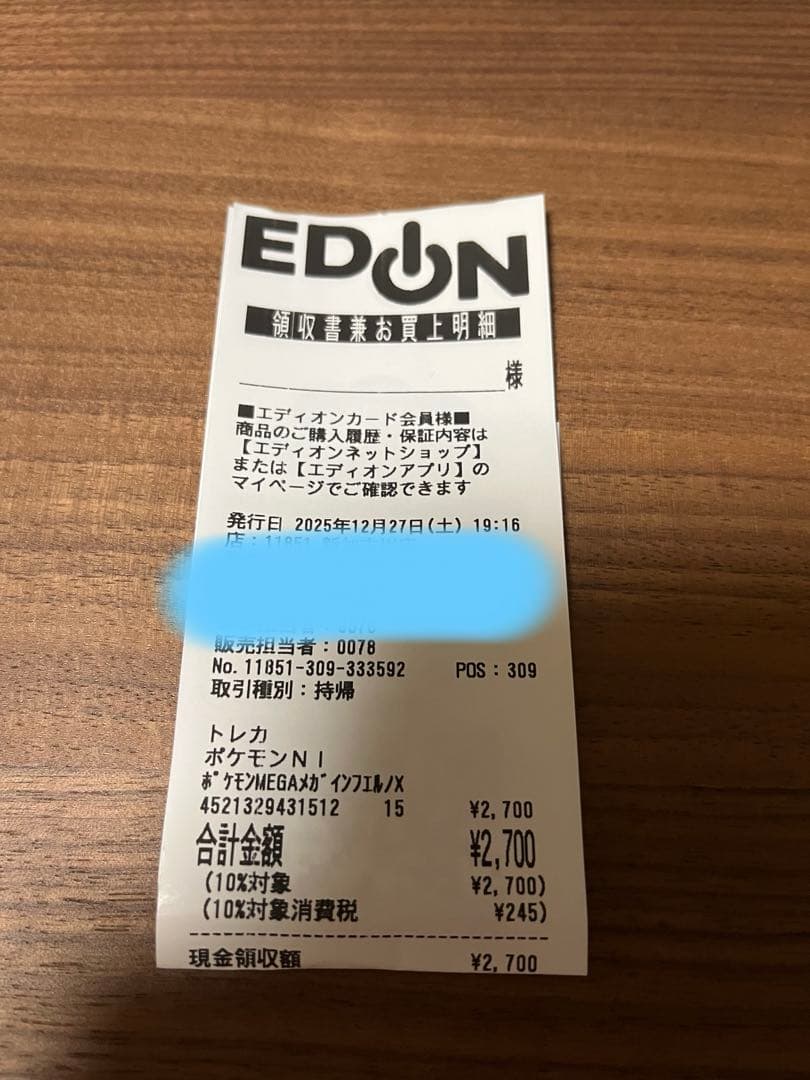 EDION
領収書兼お買上明細
様
■エディオンカード会員様■
商品のご購入履歴・保証内容は
【エディオンネットショップ】
または【エディオンアプリ】の
マイページでご確認できます
発行日 2025年12月27日(土) 19:16
店:11851
販売担当者:0078
No.11851-309-333592 POS:309
取引種別:持帰
トレカ
ポケモンNI
ポケモンMEGAメガインフエルノX
4521329431512 15 ¥2,700
合計金額 ¥2,700
(10%対象 ¥2,700)
(10%対象消費税 ¥245)
現金領収額 ¥2,700